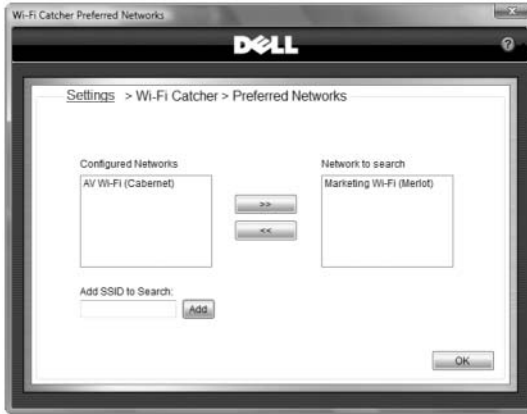 Wi-Fi Catcher Preferred Networks
x
DELL
?
Settings > Wi-Fi Catcher > Preferred Networks
Configured Networks
AV Wi-Fi (Cabernet)
>>
<<
Network to search
Marketing Wi-Fi (Merlot)
Add SSID to Search:
Add
OK